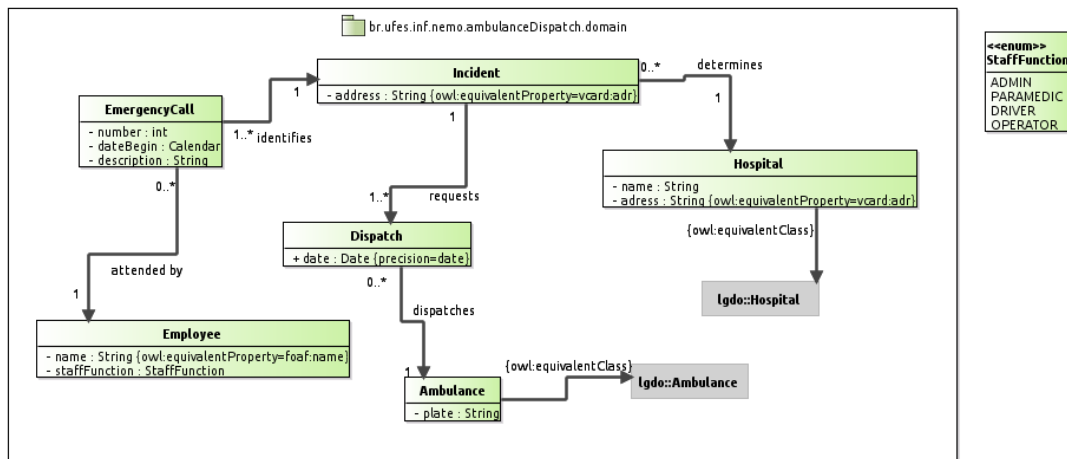 br.ufes.inf.nemo.ambulanceDispatch.domain
<<enum>>
StaffFunction
ADMIN
PARAMEDIC
DRIVER
OPERATOR
Incident
- address : String {owl:equivalentProperty=vcard:adr}
0..*
determines
1
1
1
EmergencyCall
- number : int
- dateBegin : Calendar
- description : String
1..*
identifies
0..*
Hospital
- name : String
- adress : String {owl:equivalentProperty=vcard:adr}
1..*
requests
{owl:equivalentClass}
Dispatch
+ date : Date {precision=date}
attended by
0..*
1
lgdo::Hospital
dispatches
Employee
- name : String {owl:equivalentProperty=foaf:name}
- staffFunction : StaffFunction
{owl:equivalentClass}
1
lgdo::Ambulance
Ambulance
- plate : String